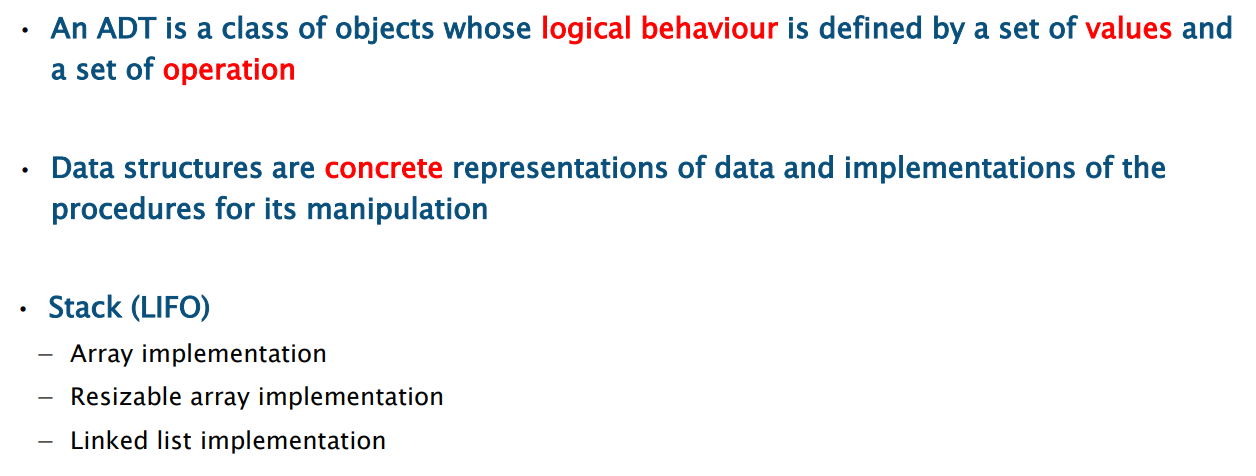 • An ADT is a class of objects whose logical behaviour is defined by a set of values and
a set of operation
• Data structures are concrete representations of data and implementations of the
procedures for its manipulation
• Stack (LIFO)
– Array implementation
– Resizable array implementation
– Linked list implementation